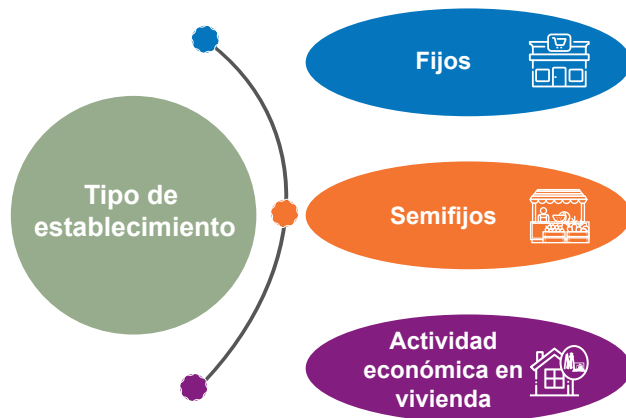 Fijos
Tipo de
establecimiento
Semifijos
Actividad
económica en
vivienda